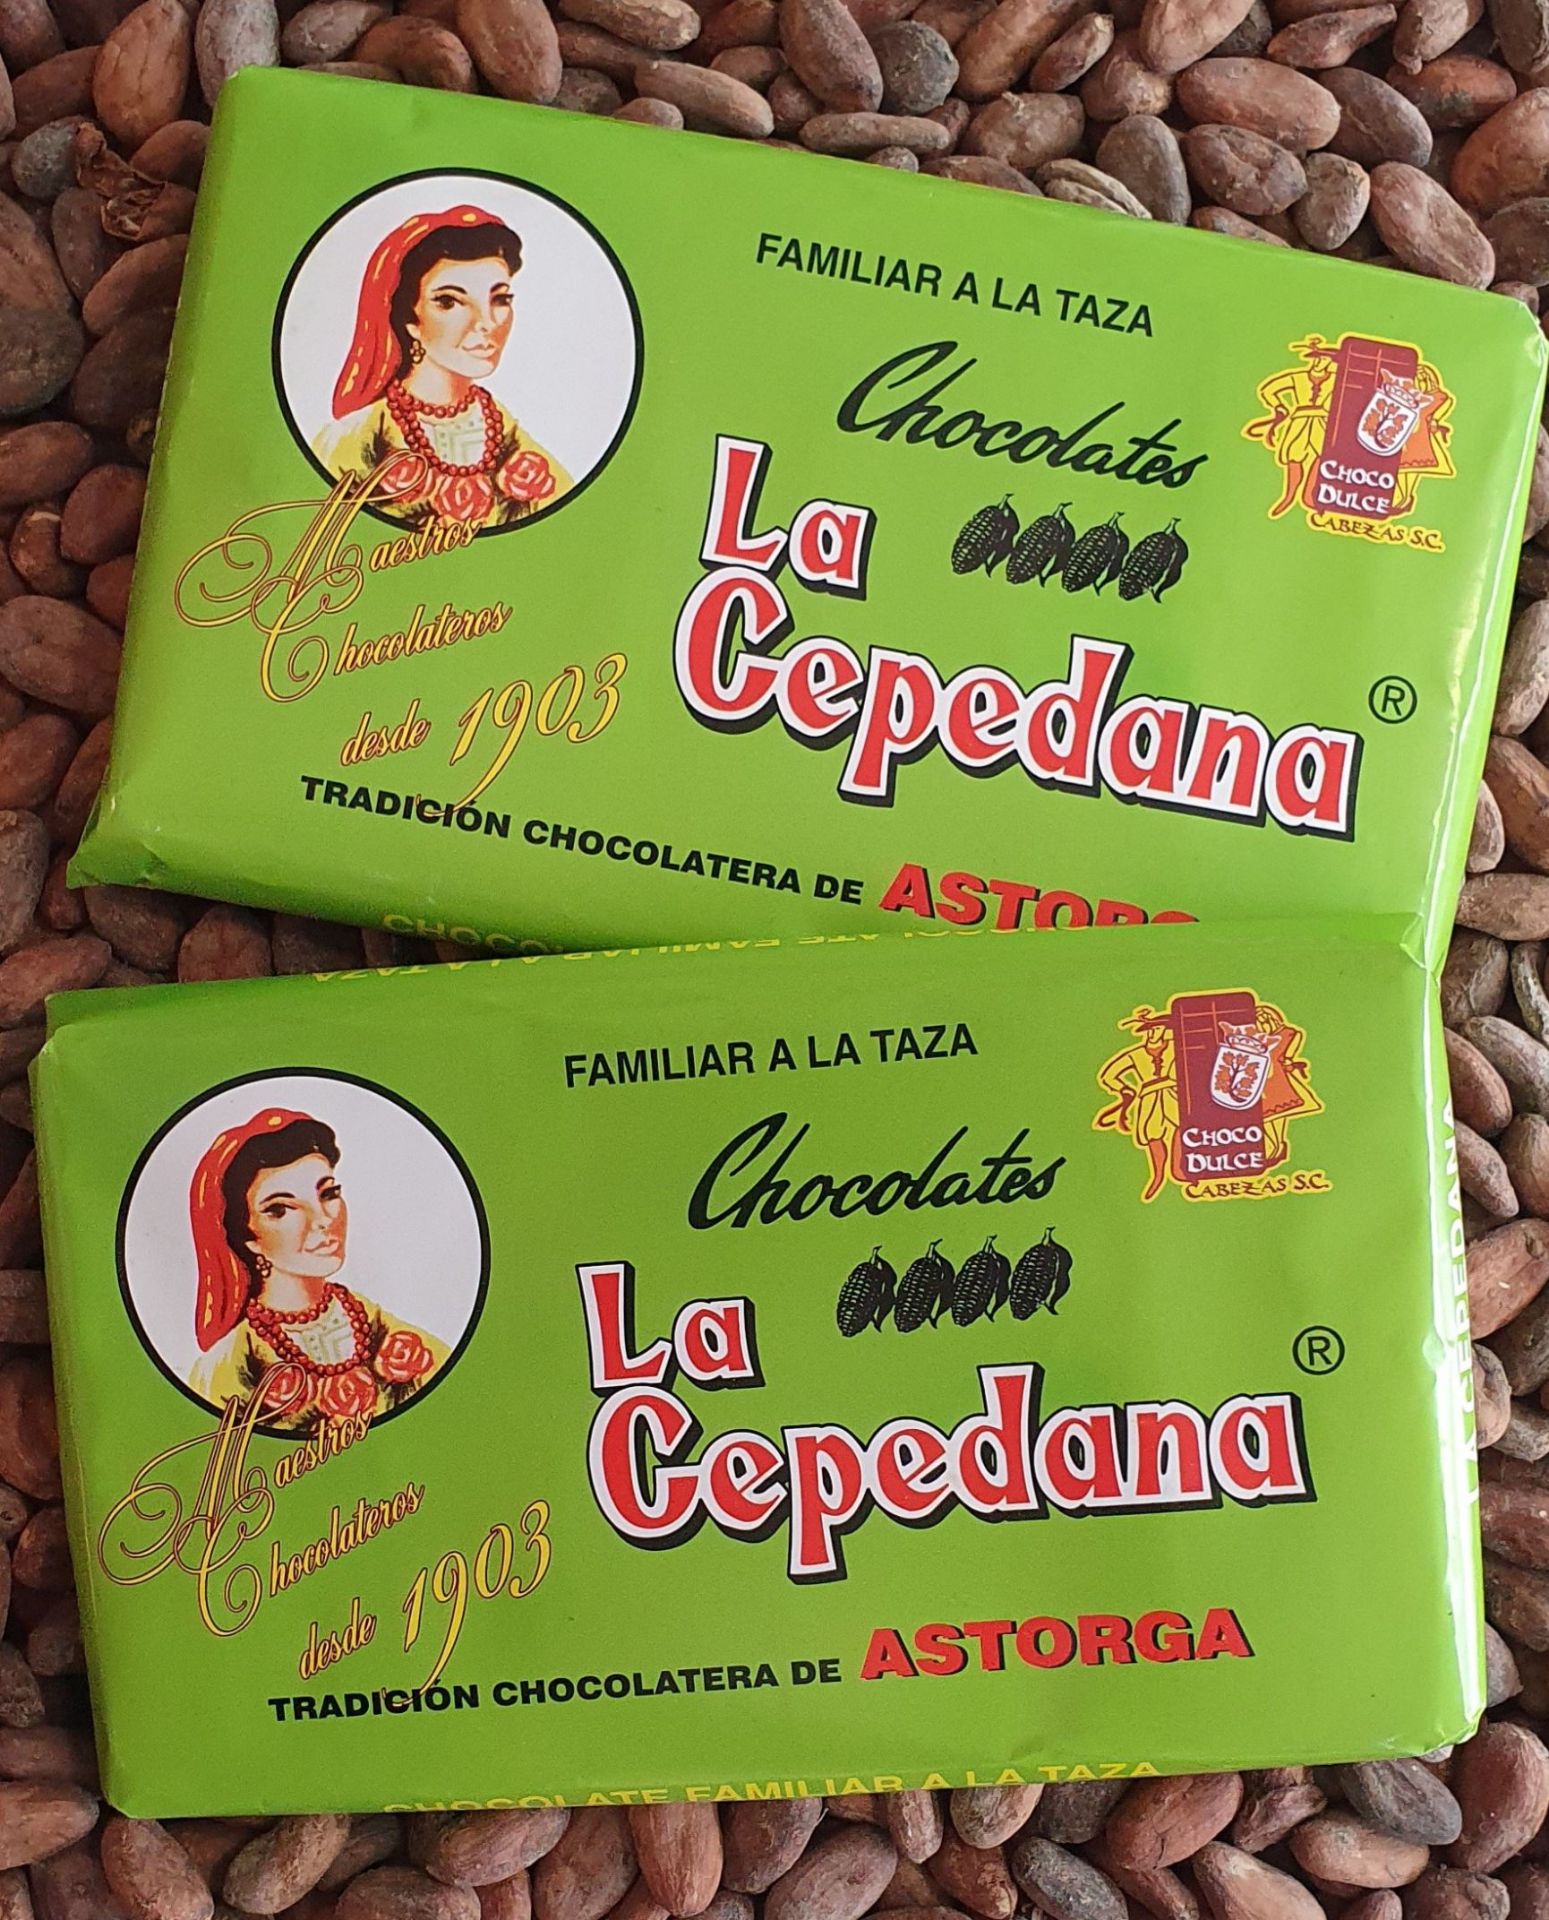 FAMILIAR A LA TAZA
Chocolates
La
Cepedana
®
CHOCO
DULCE
CABEZAS S.C.
Maestros
Chocolateros
desde 1903
TRADICIÓN CHOCOLATERA DE ASTORGA
FAMILIAR A LA TAZA
Chocolates
La
Cepedana
®
CHOCO
DULCE
CABEZAS S.C.
Maestros
Chocolateros
desde 1903
TRADICIÓN CHOCOLATERA DE ASTORGA
LA CEPEDANA
CHOCOLATE FAMILIAR A LA TAZA